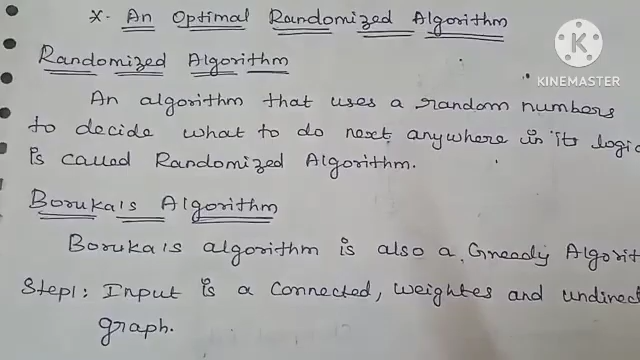 X. An Optimal Randomized Algorithm
K
KINEMASTER
Randomized Algorithm
An algorithm that uses a random numbers
to decide what to do next anywhere in its logic
is called Randomized Algorithm.
Borukals Algorithm
Borukals algorithm is also a Greedy Algorit
Step1: Input is a Connected, weightes and undirec
graph.